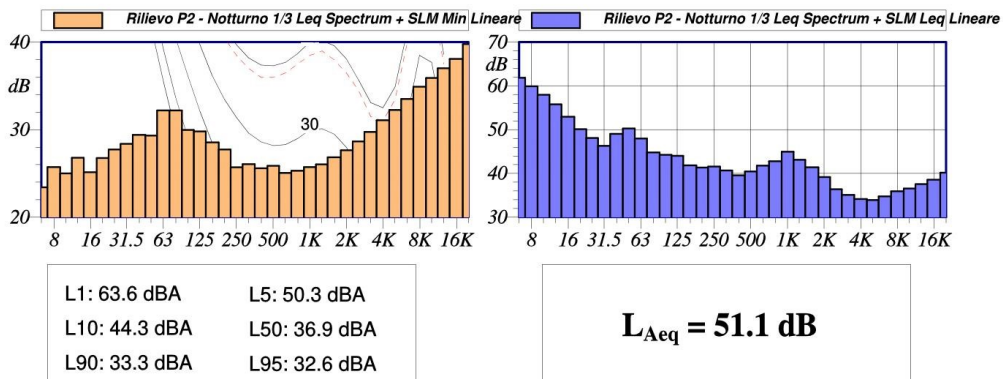 Rilievo P2 - Notturno 1/3 Leq Spectrum + SLM Min Lineare
40
dB
30
20
30
8 16 31.5 63 125 250 500 1K 2K 4K 8K 16K
Rilievo P2 - Notturno 1/3 Leq Spectrum + SLM Leq Lineare
70
dB
60
50
40
30
8 16 31.5 63 125 250 500 1K 2K 4K 8K 16K
L1: 63.6 dBA L5: 50.3 dBA
L10: 44.3 dBA L50: 36.9 dBA
L90: 33.3 dBA L95: 32.6 dBA
LAeq = 51.1 dB